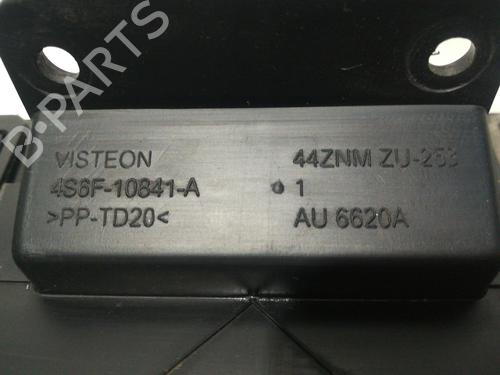 B-PARTS
VISTEON
4S6F-10841-A
>PP-TD20<
44ZNM ZU-253
1
AU 6620A